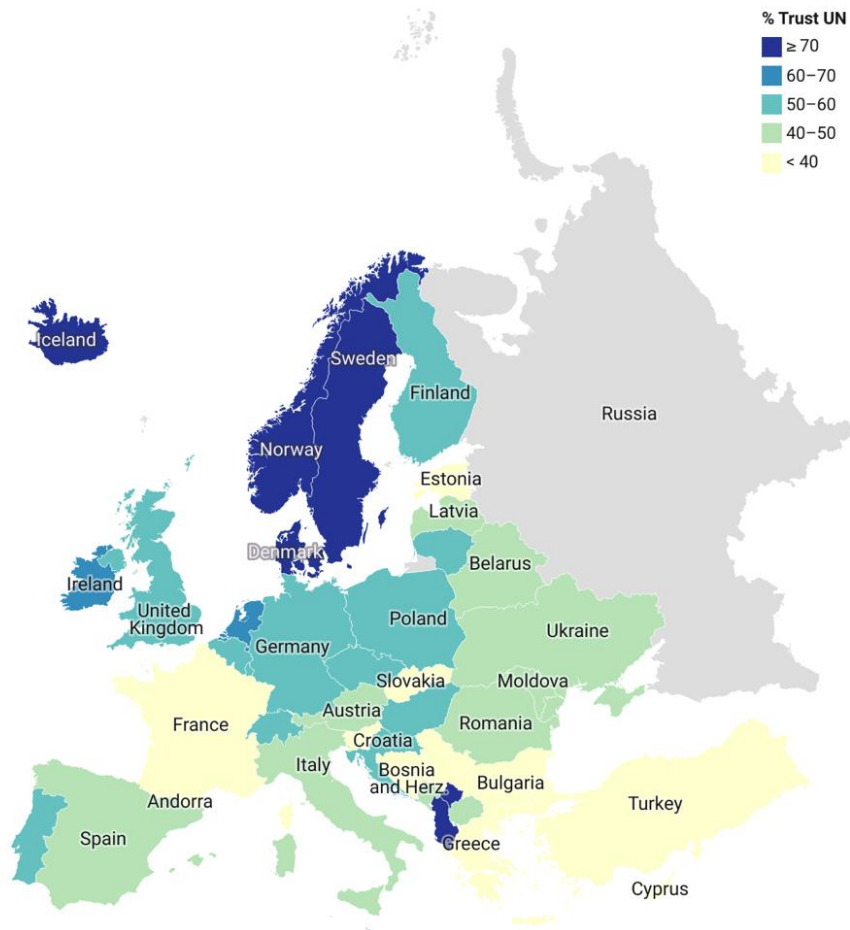 % Trust UN
≥ 70
60–70
50–60
40–50
< 40
Iceland
Sweden
Finland
Russia
Norway
Estonia
Latvia
Denmark
Belarus
Ireland
United
Kingdom
Poland
Ukraine
Germany
Slovakia
Moldova
Austria
France
Romania
Croatia
Italy
Bosnia
and Herz.
Bulgaria
Andorra
Turkey
Spain
Greece
Cyprus